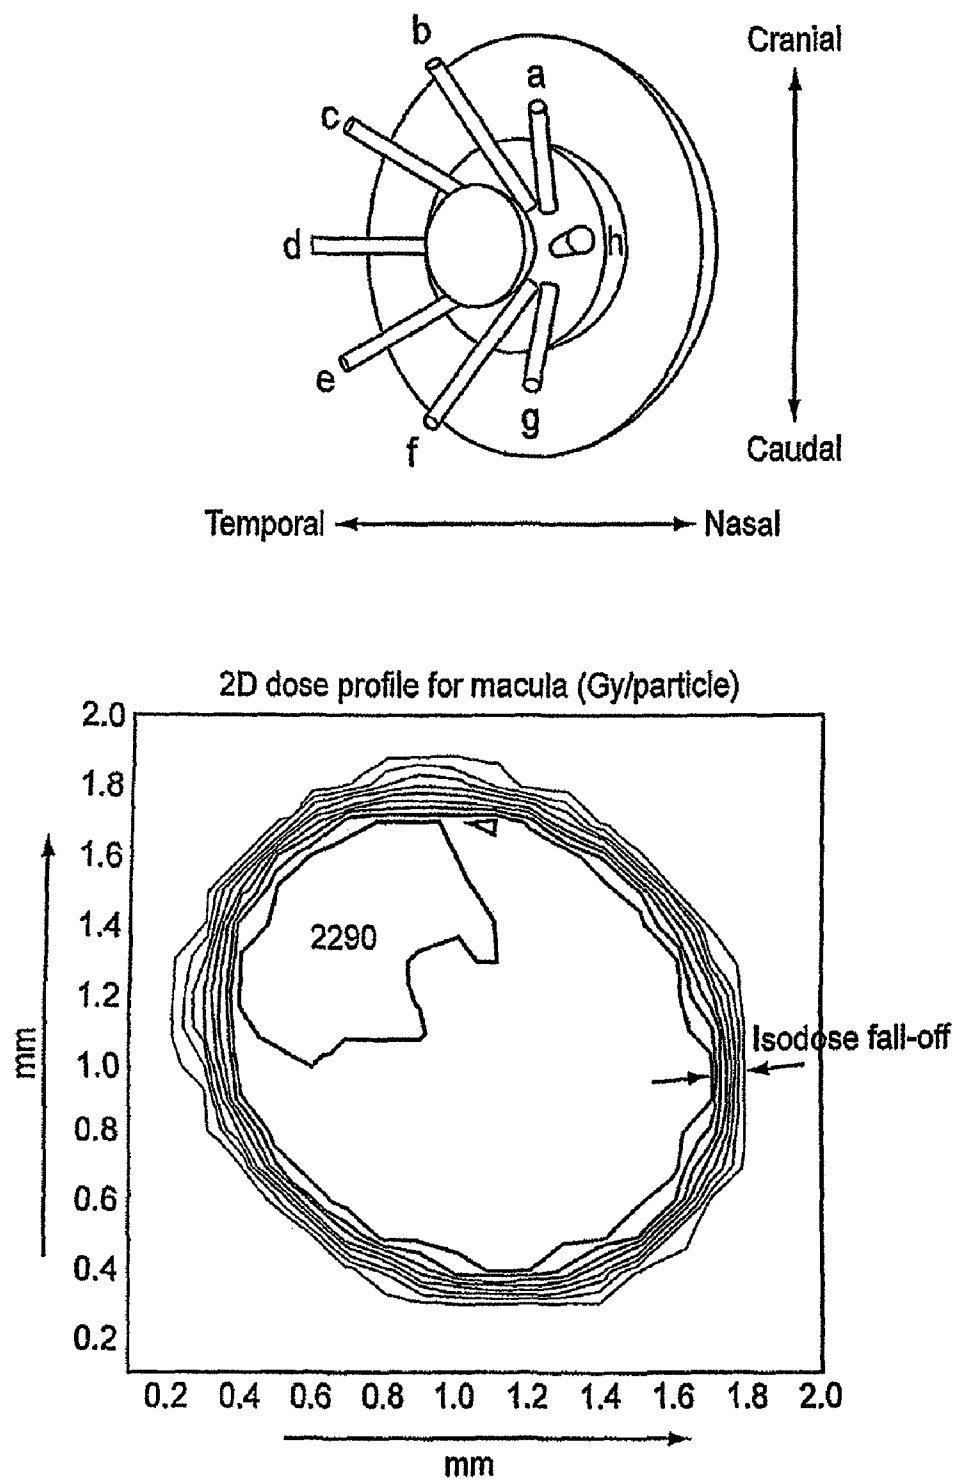 b
a
Cranial
c
d
h
e
g
f
Caudal
Temporal
Nasal
2D dose profile for macula (Gy/particle)
2.0
1.8
1.6
1.4
2290
1.2
mm
Isodose fall-off
1.0
0.8
0.6
0.4
0.2
0.2 0.4 0.6 0.8 1.0 1.2 1.4 1.6 1.8 2.0
mm